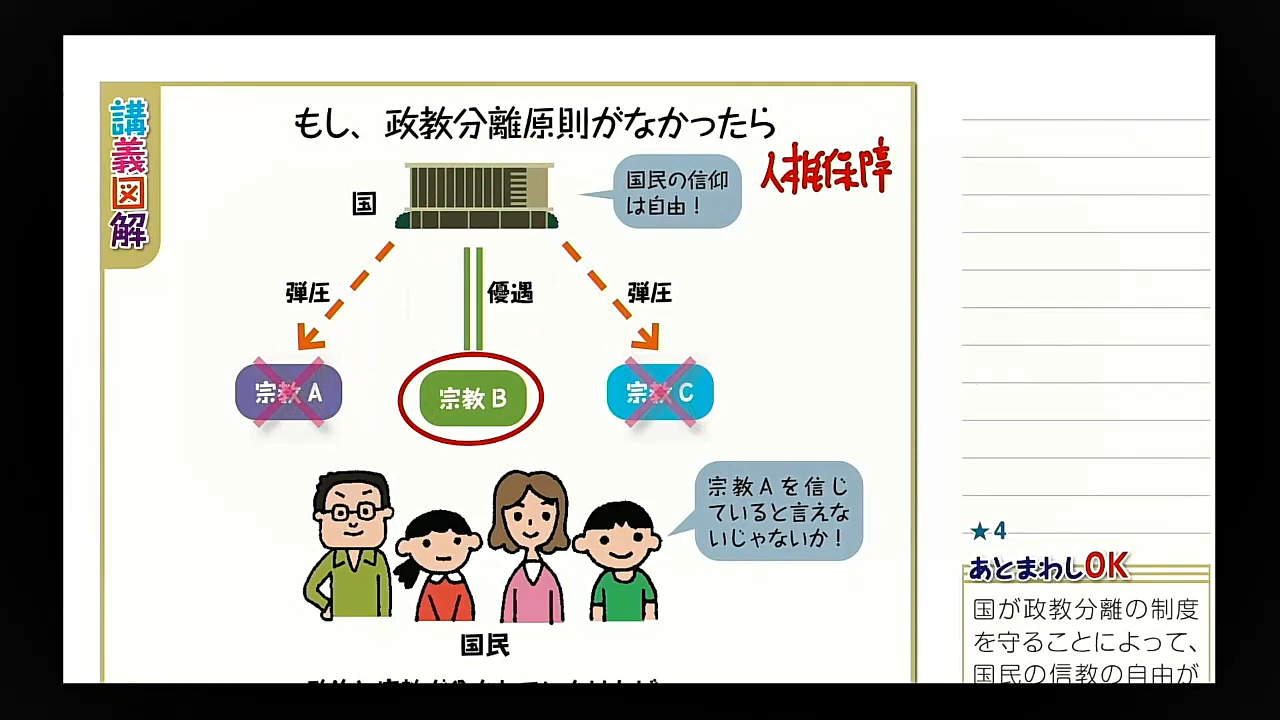 講義図解
もし、政教分離原則がなかったら
人権保障
国民の信仰
は自由！
国
弾圧
優遇
弾圧
宗教 A
宗教 B
宗教 C
宗教 A を信じ
ていると言えな
いじゃないか！
国民
★4
あとまわしOK
国が政教分離の制度
を守ることによって、
国民の信教の自由が